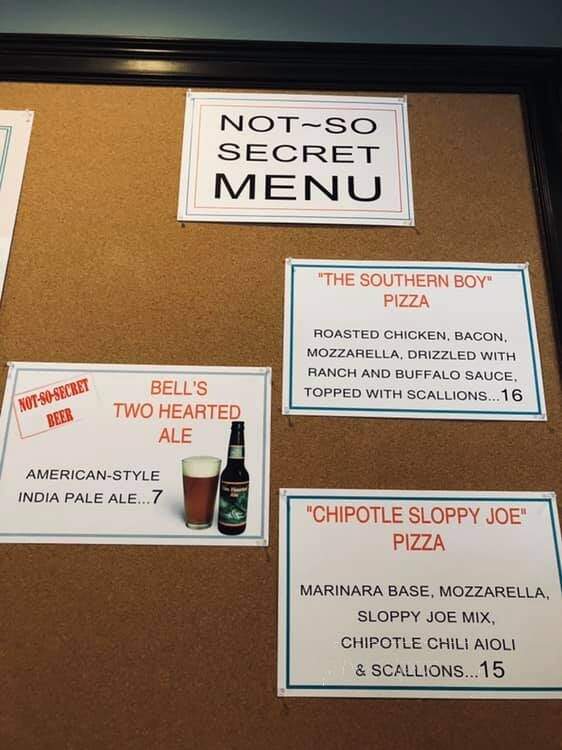 NOT~SO
SECRET
MENU
"THE SOUTHERN BOY"
PIZZA
ROASTED CHICKEN, BACON,
MOZZARELLA, DRIZZLED WITH
RANCH AND BUFFALO SAUCE,
TOPPED WITH SCALLIONS...16
NOT-SO-SECRET
BEER
BELL'S
TWO HEARTED
ALE
AMERICAN-STYLE
INDIA PALE ALE...7
"CHIPOTLE SLOPPY JOE"
PIZZA
MARINARA BASE, MOZZARELLA,
SLOPPY JOE MIX,
CHIPOTLE CHILI AIOLI
& SCALLIONS...15